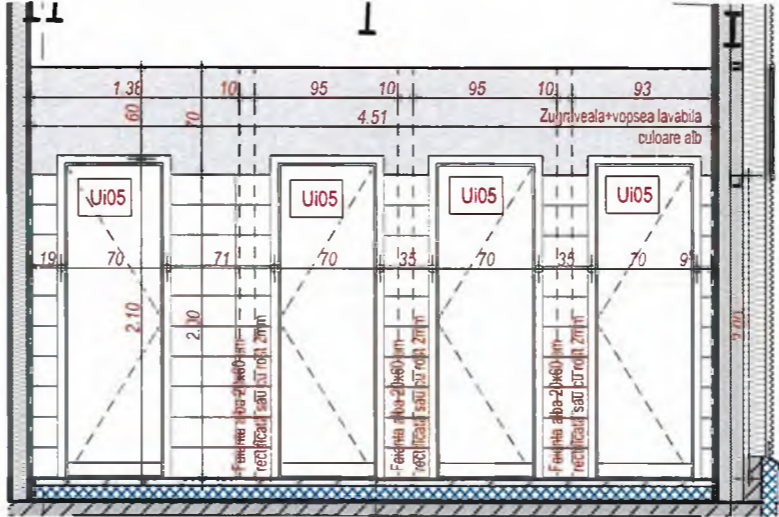 1.36 10 95 10 95 10 93
60
70
4.51
Zugraveala+vopsea lavabila
culoare alb
Ui05 Ui05 Ui05 Ui05
19 70 71 70 35 70 35 70 9⁵
2.10
2.00
2.00
Faianta alba 20x60 cm
rectificata sau cu rost 2mm
Faianta alba 20x60 cm
rectificata sau cu rost 2mm
Faianta alba 20x60 cm
rectificata sau cu rost 2mm